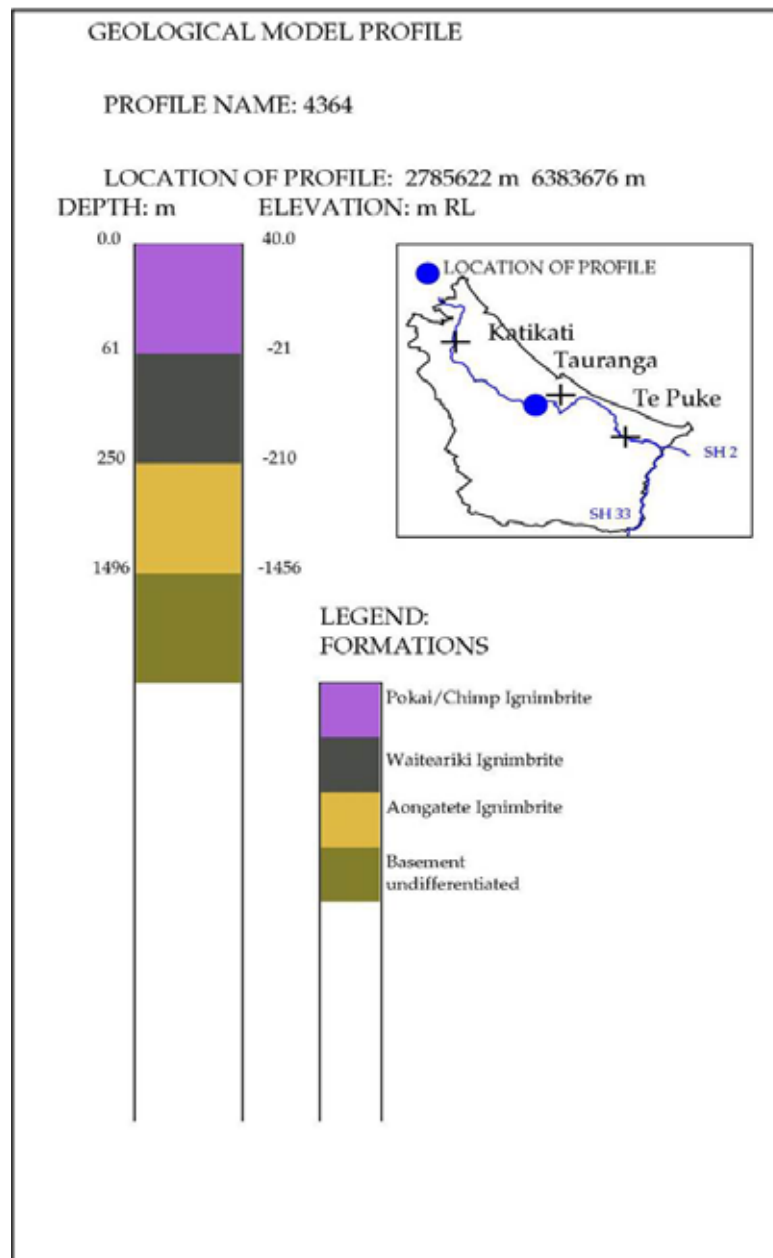 GEOLOGICAL MODEL PROFILE
PROFILE NAME: 4364
LOCATION OF PROFILE: 2785622 m 6383676 m
DEPTH: m ELEVATION: m RL
0.0 40.0
LOCATION OF PROFILE
Katikati
61 -21
Tauranga
Te Puke
250 -210
SH 2
SH 33
1496 -1456
LEGEND:
FORMATIONS
Pokai/Chimp Ignimbrite
Waiteariki Ignimbrite
Aongatete Ignimbrite
Basement
undifferentiated